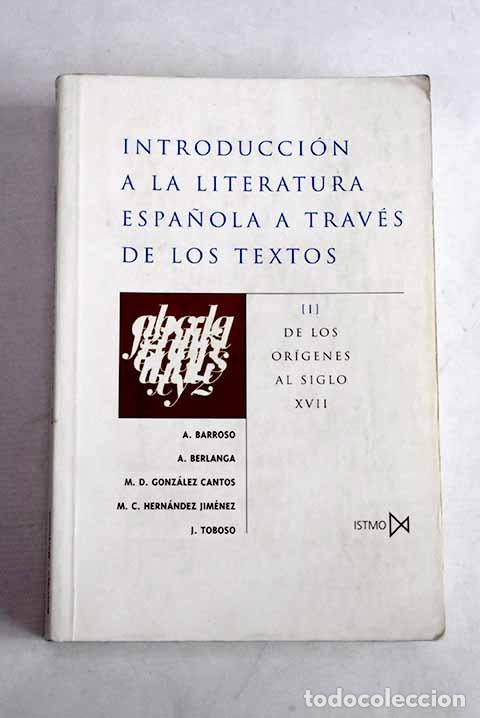 INTRODUCCIÓN
A LA LITERATURA
ESPAÑOLA A TRAVÉS
DE LOS TEXTOS
[I]
DE LOS
ORÍGENES
AL SIGLO
XVII
A. BARROSO
A. BERLANGA
M. D. GONZÁLEZ CANTOS
M. C. HERNÁNDEZ JIMÉNEZ
J. TOBOSO
ISTMO
todocoleccion